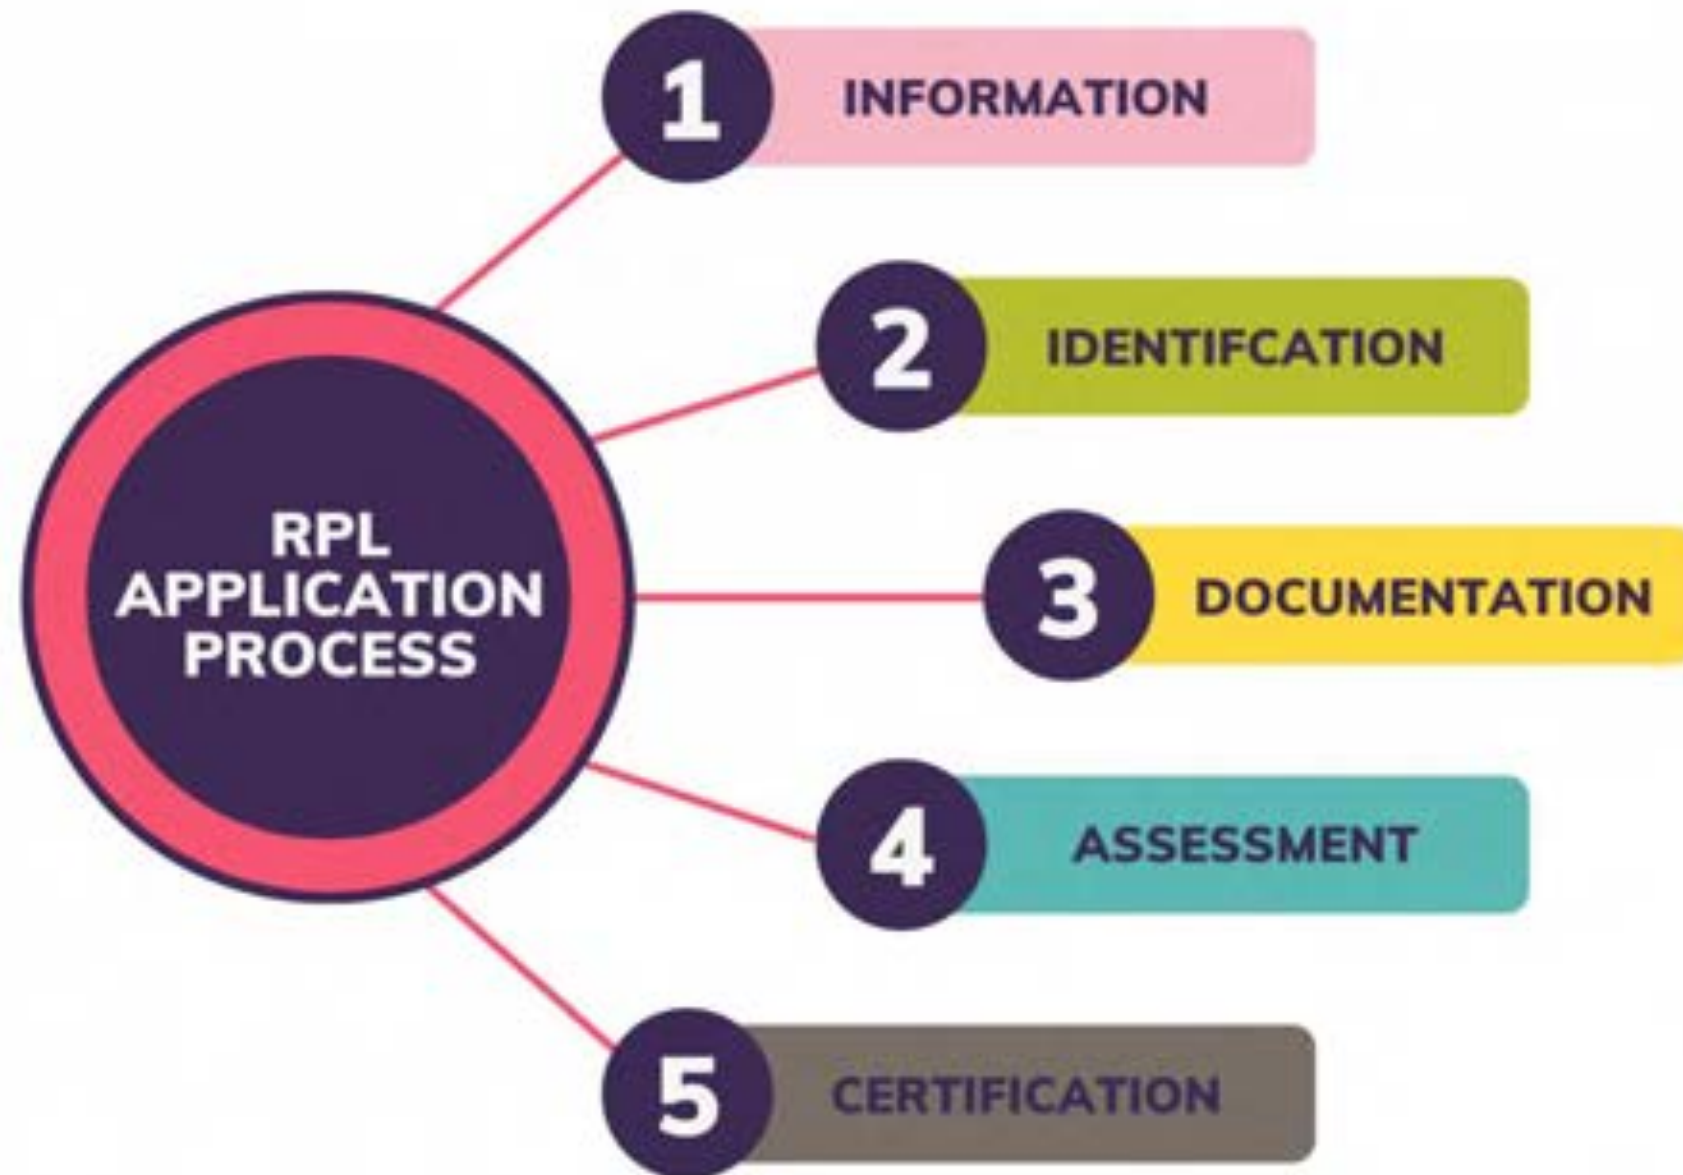 RPL
APPLICATION
PROCESS
1
INFORMATION
2
IDENTIFCATION
3
DOCUMENTATION
4
ASSESSMENT
5
CERTIFICATION